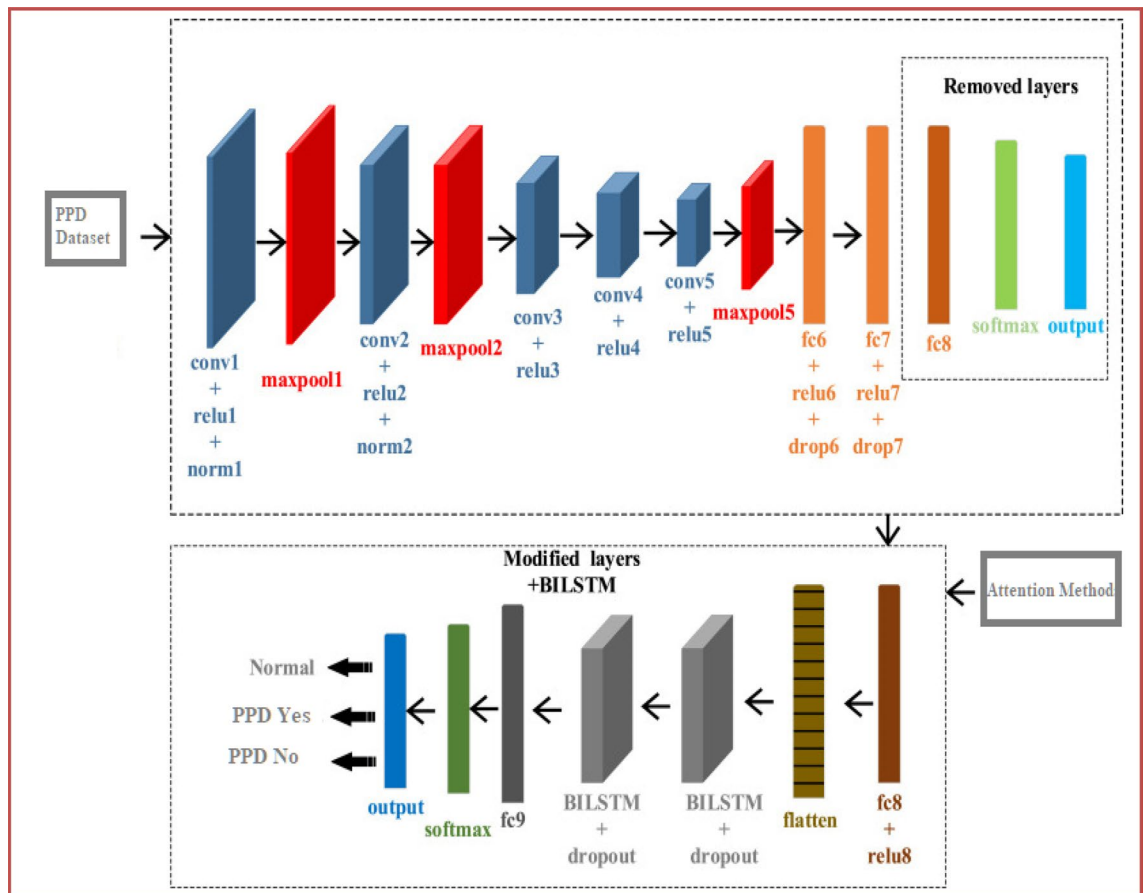 Removed layers
PPD
Dataset
conv1
+
relu1
+
norm1
maxpool1
conv2
+
relu2
+
norm2
maxpool2
conv3
+
relu3
conv4
+
relu4
conv5
+
relu5
maxpool5
fc6
+
relu6
+
drop6
fc7
+
relu7
+
drop7
fc8
softmax
output
Modified layers
+BILSTM
Attention Method
Normal
PPD Yes
PPD No
output
softmax
fc9
BILSTM
+
dropout
BILSTM
+
dropout
flatten
fc8
+
relu8